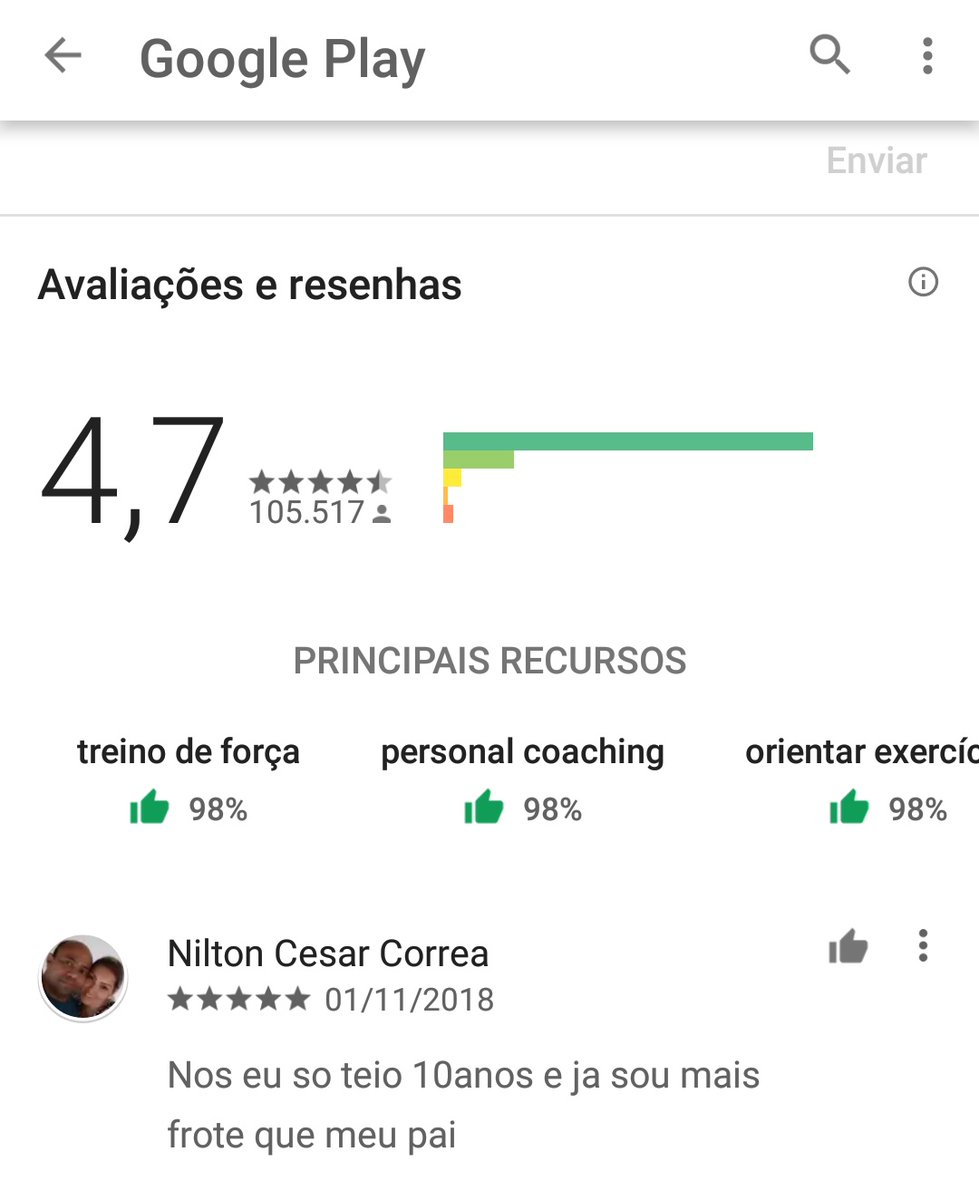 Google Play
Enviar
Avaliações e resenhas
4,7
105.517
PRINCIPAIS RECURSOS
treino de força personal coaching orientar exercíc
98% 98% 98%
Nilton Cesar Correa
01/11/2018
Nos eu so teio 10anos e ja sou mais
frote que meu pai